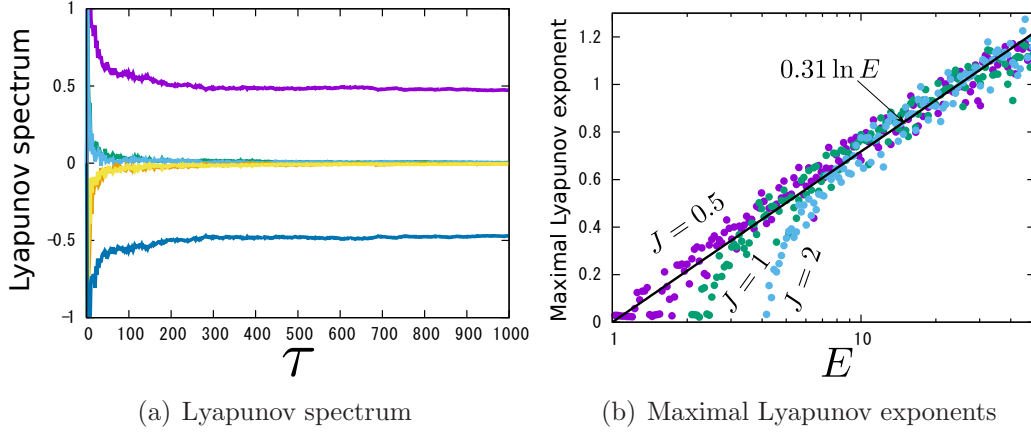 Lyapunov spectrum
1
0.5
0
-0.5
-1
0 100 200 300 400 500 600 700 800 900 1000
τ
(a) Lyapunov spectrum
Maximal Lyapunov exponent
1.2
1
0.8
0.6
0.4
0.2
0
0.31 ln E
J = 0.5
J = 1
J = 2
1 10
E
(b) Maximal Lyapunov exponents